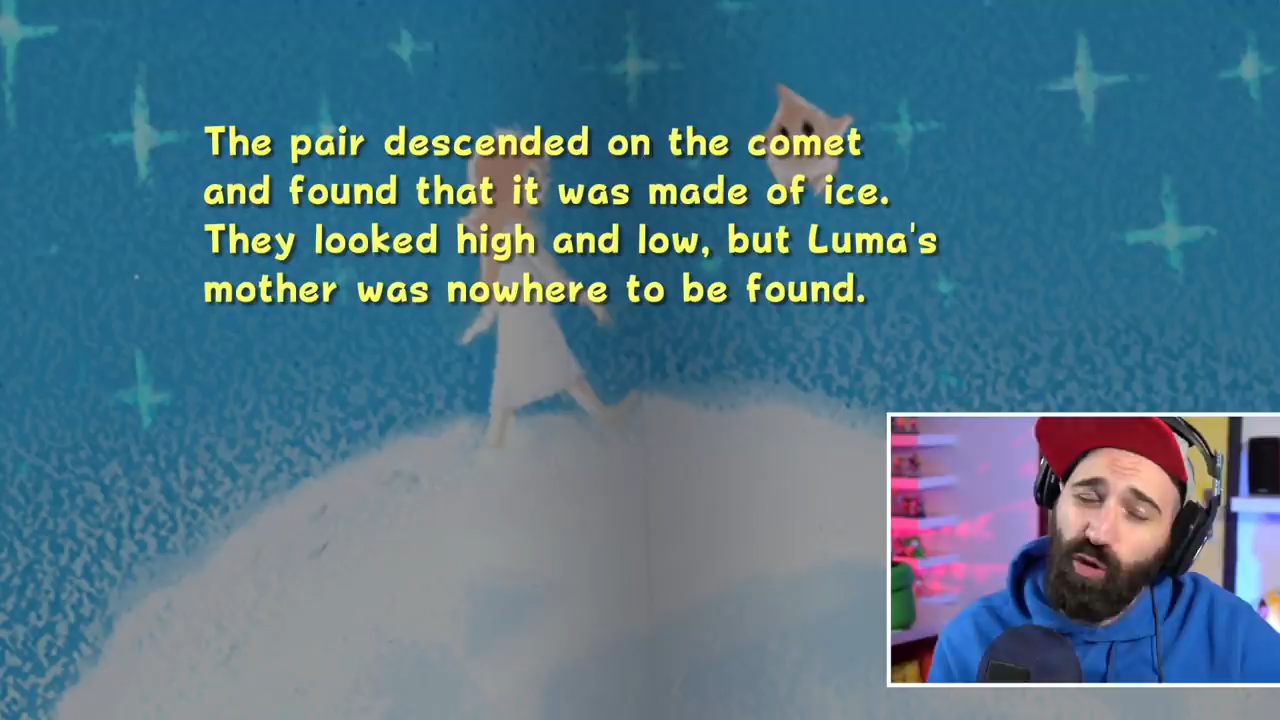 The pair descended on the comet
and found that it was made of ice.
They looked high and low, but Luma's
mother was nowhere to be found.